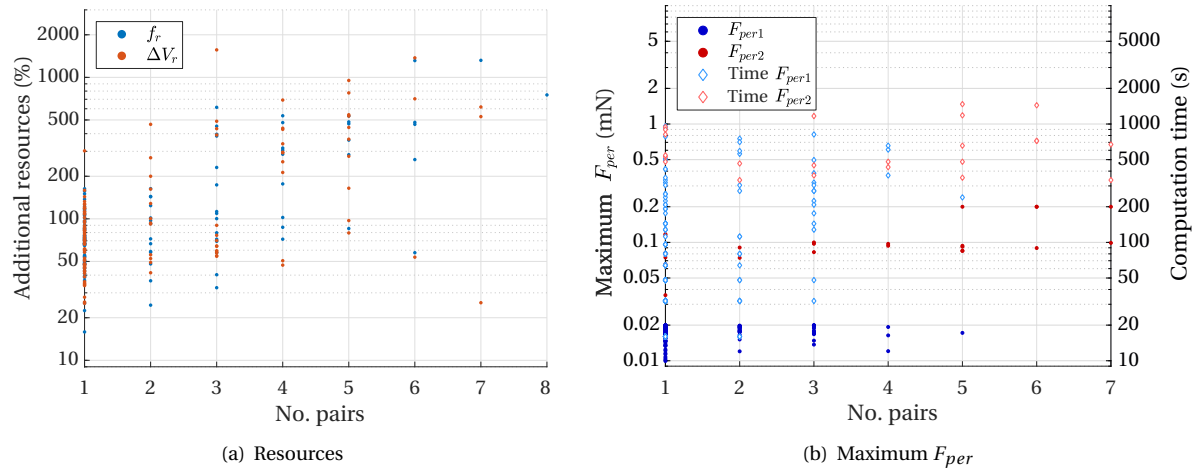 3000
1000
500
200
100
50
20
10
Additional resources (%)
f_r
ΔV_r
1 2 3 4 5 6 7 8
No. pairs
(a) Resources
5
2
1
0.5
0.2
0.1
0.05
0.02
0.01
Maximum F_per (mN)
F_per1
F_per2
Time F_per1
Time F_per2
5000
2000
1000
500
200
100
50
20
10
Computation time (s)
1 2 3 4 5 6 7
No. pairs
(b) Maximum F_per